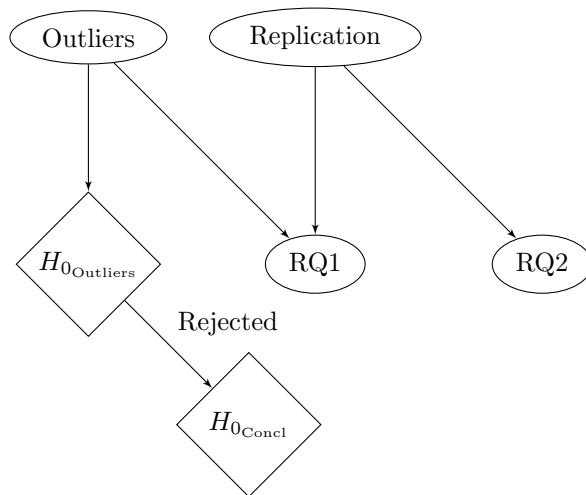 Outliers
Replication
H0Outliers
RQ1
RQ2
Rejected
H0Concl